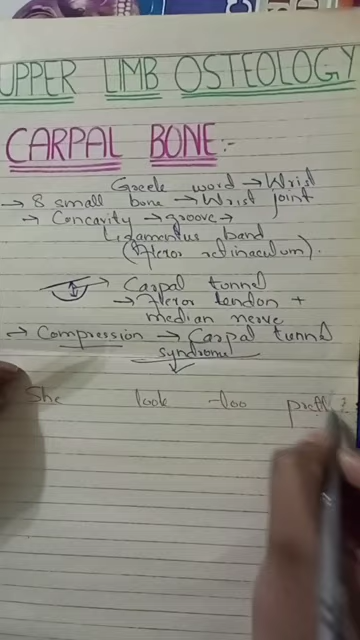 UPPER LIMB OSTEOLOGY
CARPAL BONE :-
Greek word → Wrist
→ 8 small bone → Wrist joint
→ Concavity → groove →
Ligamentus band
(Flexor retinaculum).
→ Carpal tunnel
→ Flexor tendon +
median nerve
→ Compression → Carpal tunnel
syndrome
She look too